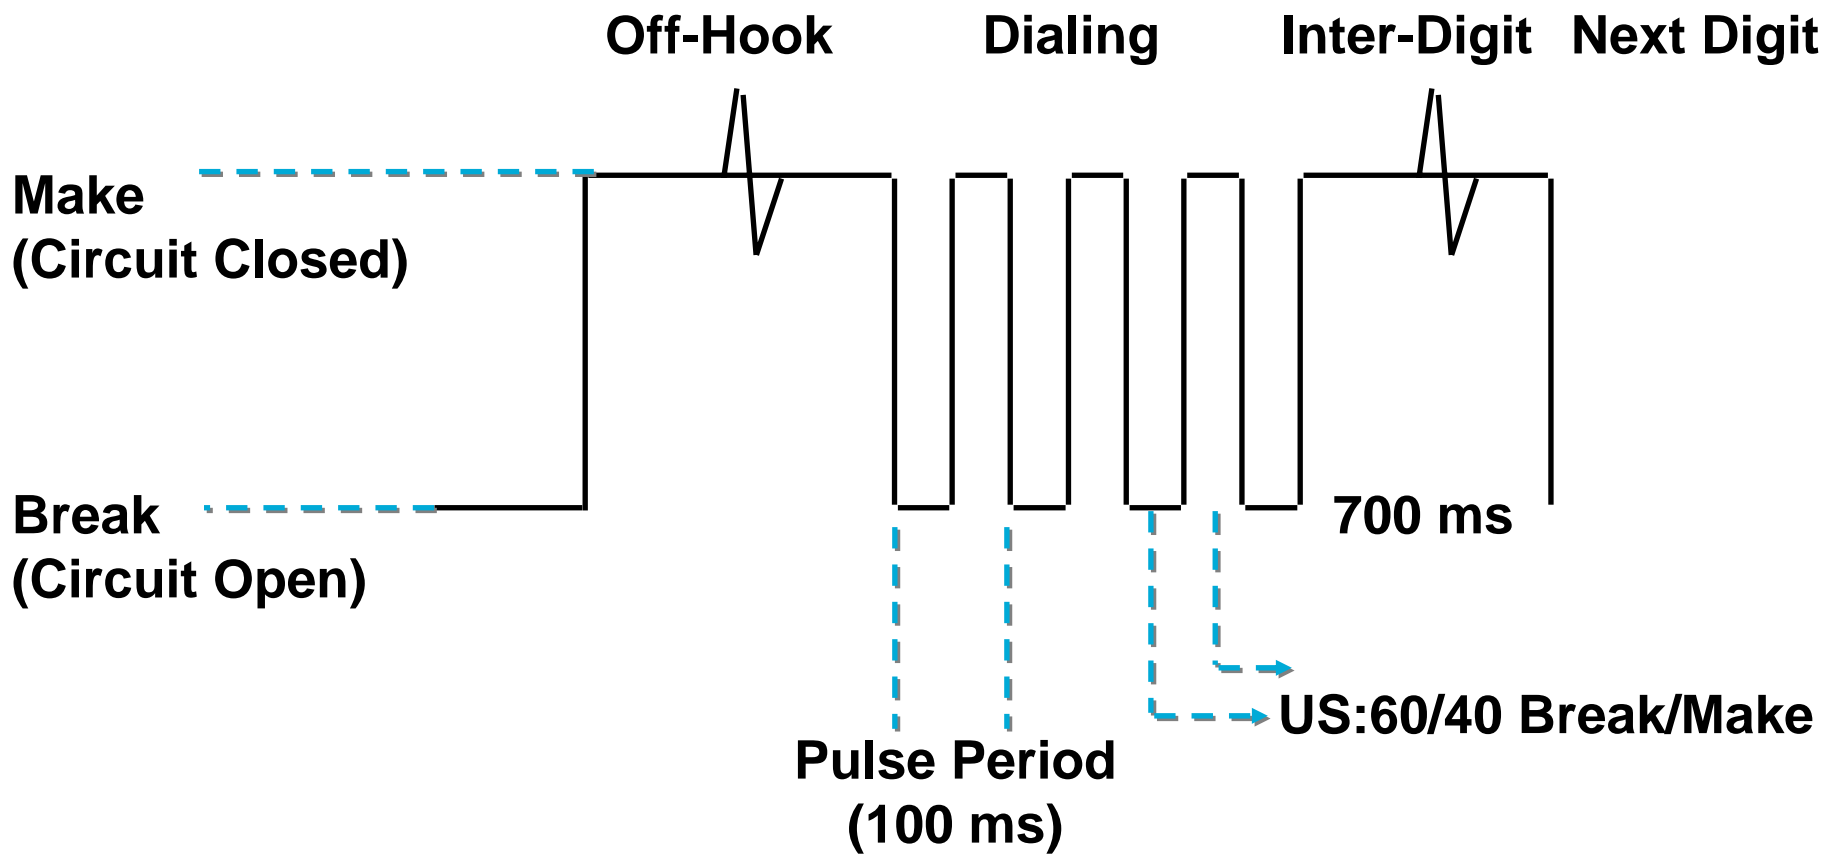 Off-Hook Dialing Inter-Digit Next Digit
Make
(Circuit Closed)
Break
(Circuit Open)
700 ms
US:60/40 Break/Make
Pulse Period
(100 ms)